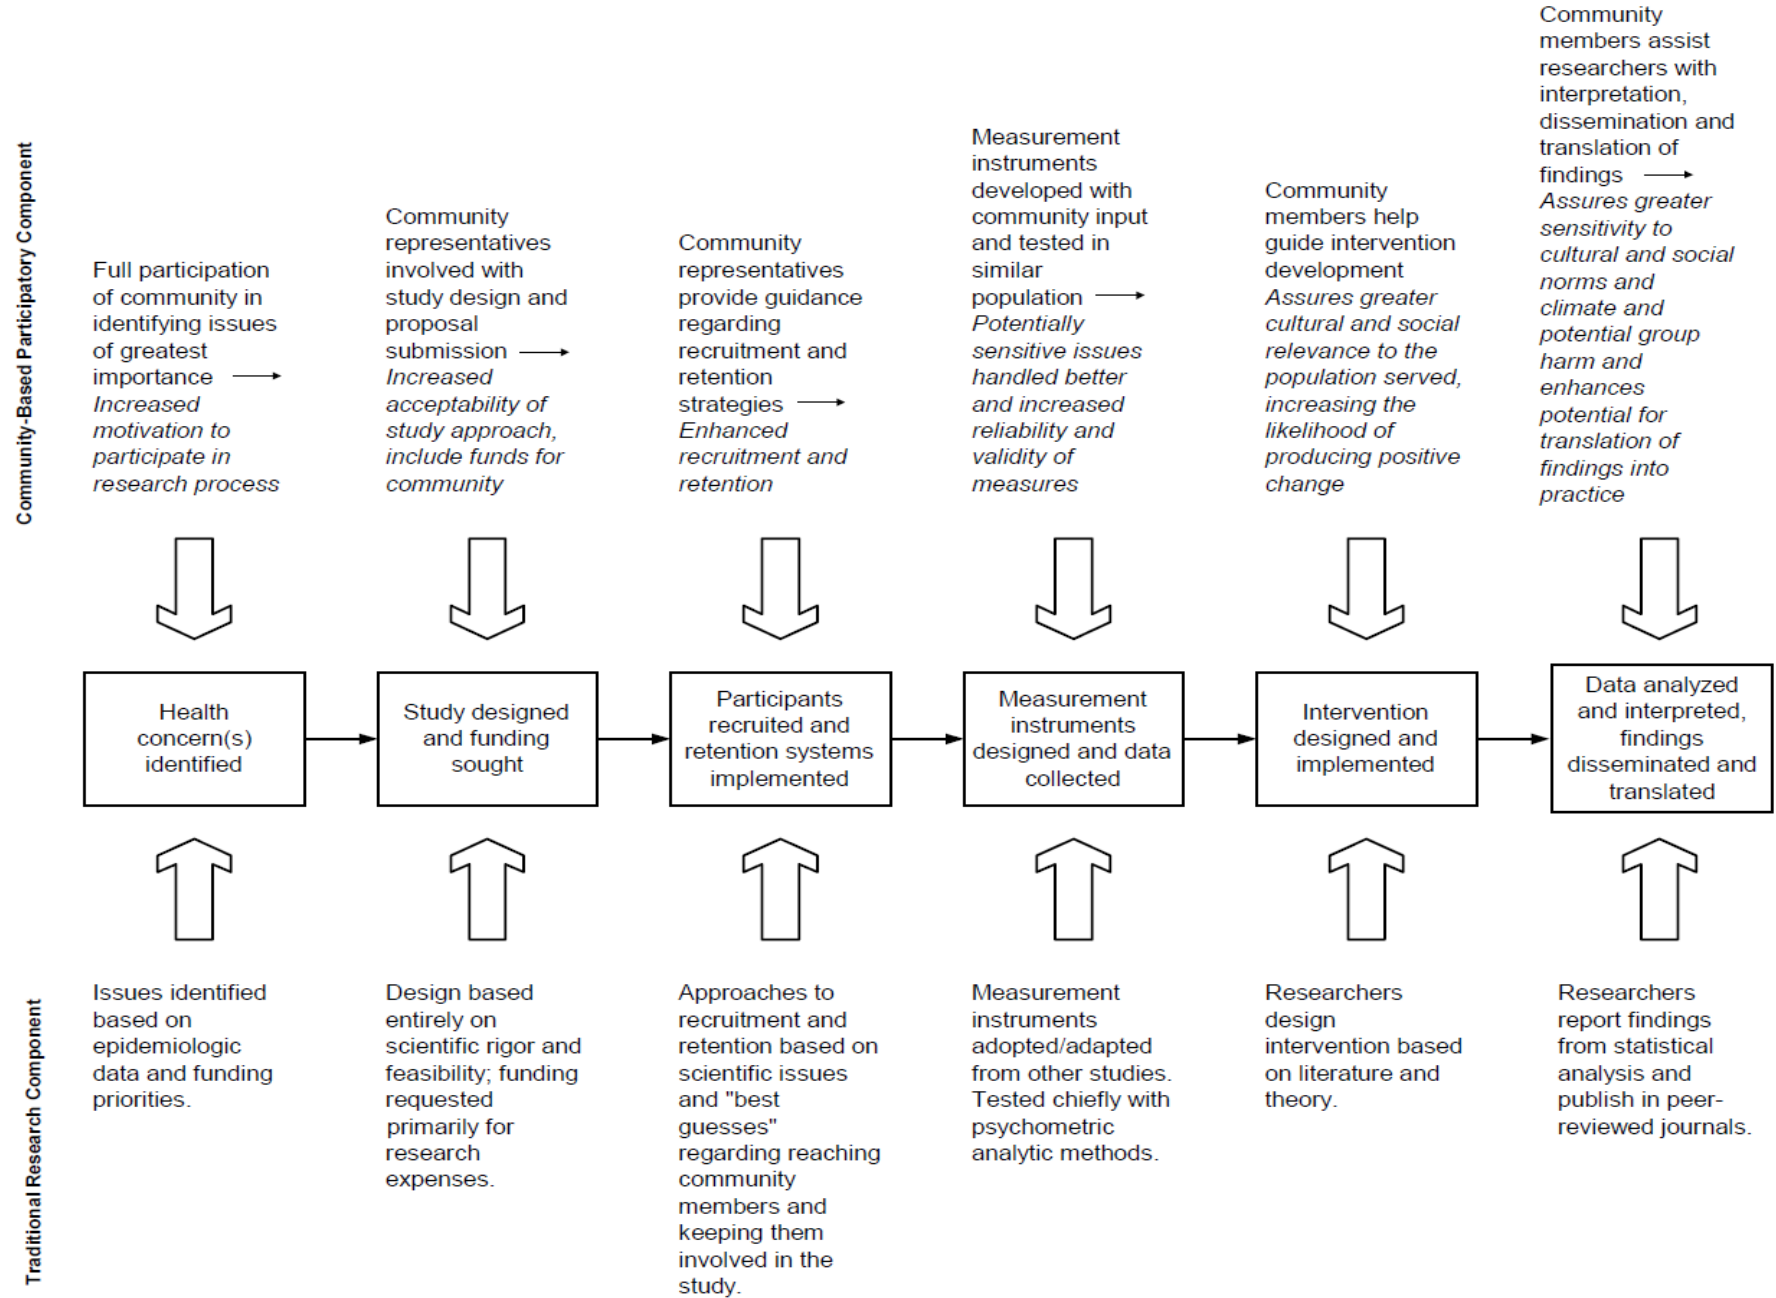 Community-Based Participatory Component
Full participation
of community in
identifying issues
of greatest
importance
Increased
motivation to
participate in
research process
Community
representatives
involved with
study design and
proposal
submission
Increased
acceptability of
study approach,
include funds for
community
Community
representatives
provide guidance
regarding
recruitment and
retention
strategies
Enhanced
recruitment and
retention
Measurement
instruments
developed with
community input
and tested in
similar
population
Potentially
sensitive issues
handled better
and increased
reliability and
validity of
measures
Community
members help
guide intervention
development
Assures greater
cultural and social
relevance to the
population served,
increasing the
likelihood of
producing positive
change
Community
members assist
researchers with
interpretation,
dissemination and
translation of
findings
Assures greater
sensitivity to
cultural and social
norms and
climate and
potential group
harm and
enhances
potential for
translation of
findings into
practice
Health
concern(s)
identified
Study designed
and funding
sought
Participants
recruited and
retention systems
implemented
Measurement
instruments
designed and data
collected
Intervention
designed and
implemented
Data analyzed
and interpreted,
findings
disseminated and
translated
Traditional Research Component
Issues identified
based on
epidemiologic
data and funding
priorities.
Design based
entirely on
scientific rigor and
feasibility; funding
requested
primarily for
research
expenses.
Approaches to
recruitment and
retention based on
scientific issues
and "best
guesses"
regarding reaching
community
members and
keeping them
involved in the
study.
Measurement
instruments
adopted/adapted
from other studies.
Tested chiefly with
psychometric
analytic methods.
Researchers
design
intervention based
on literature and
theory.
Researchers
report findings
from statistical
analysis and
publish in peer-
reviewed journals.